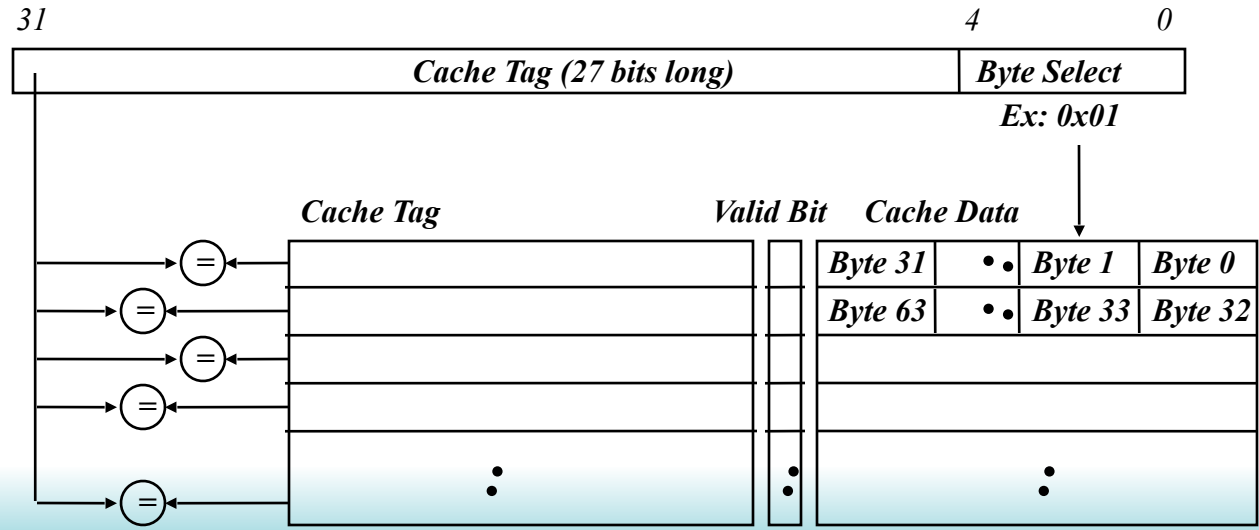 31 4 0
Cache Tag (27 bits long) Byte Select
Ex: 0x01
Cache Tag Valid Bit Cache Data
= Byte 31 Byte 1 Byte 0
= Byte 63 Byte 33 Byte 32
=
=
=